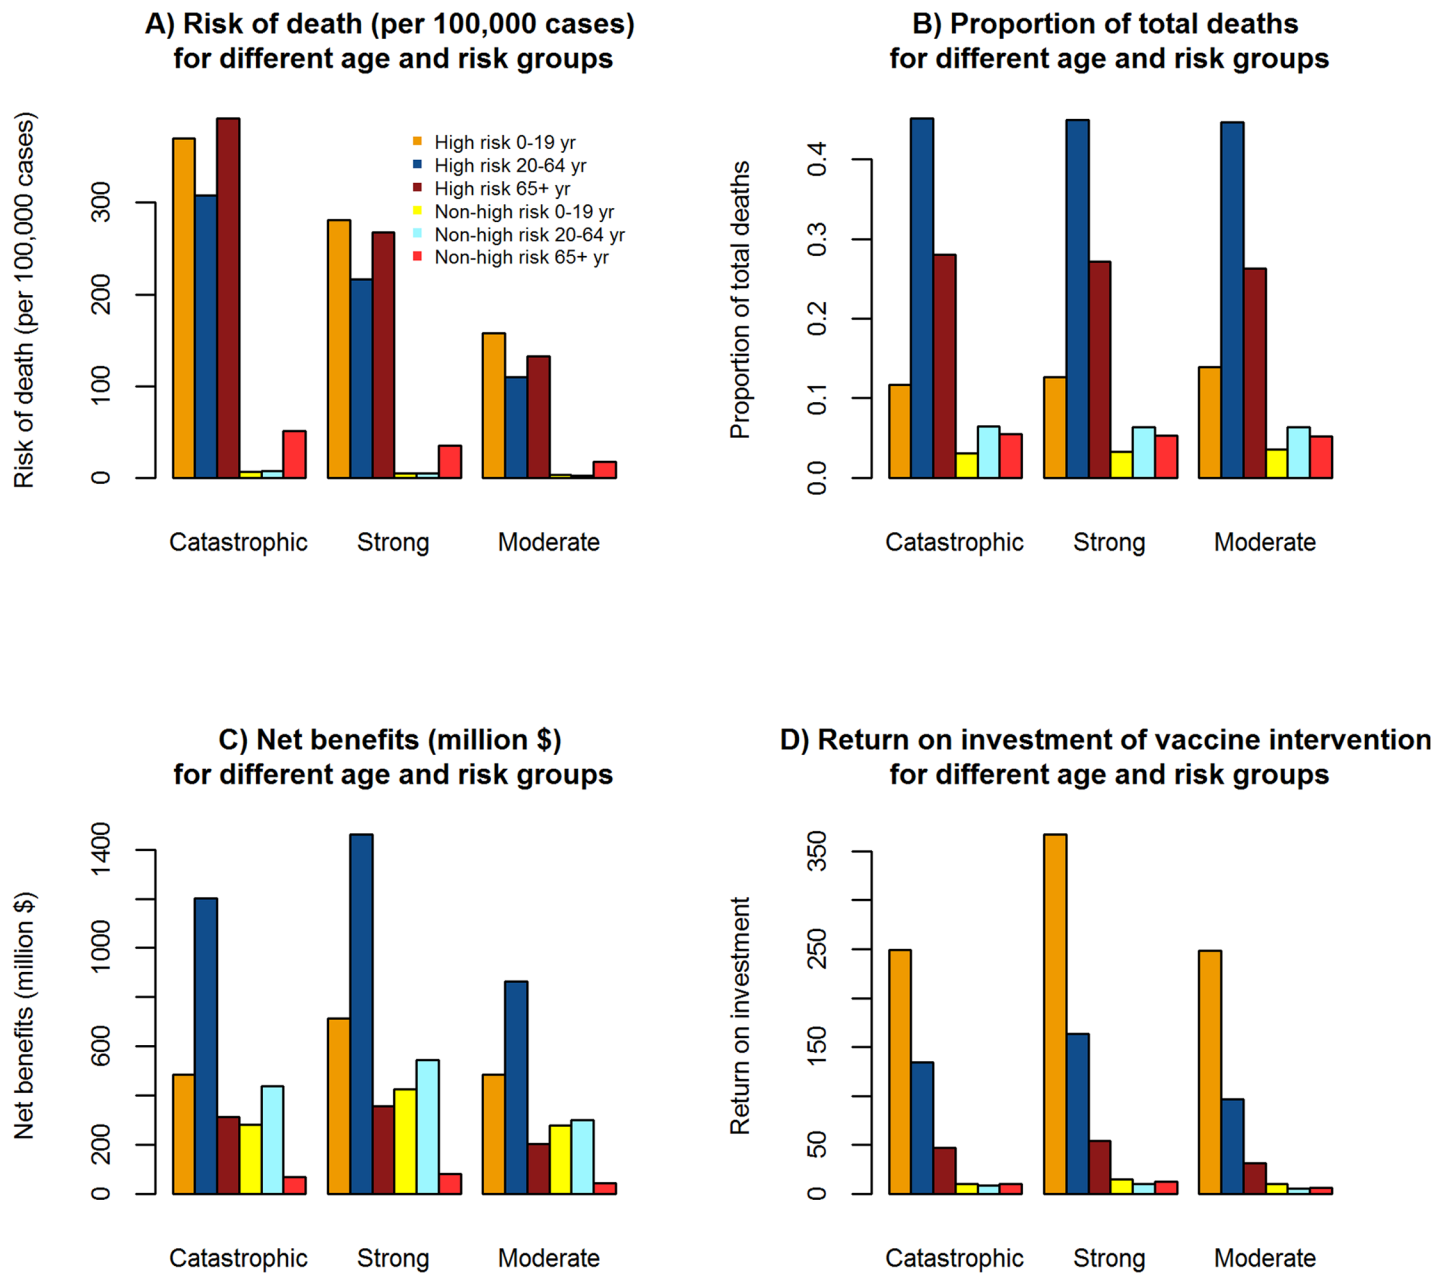 A) Risk of death (per 100,000 cases)
for different age and risk groups
Risk of death (per 100,000 cases)
300
200
100
0
High risk 0-19 yr
High risk 20-64 yr
High risk 65+ yr
Non-high risk 0-19 yr
Non-high risk 20-64 yr
Non-high risk 65+ yr
Catastrophic Strong Moderate
B) Proportion of total deaths
for different age and risk groups
Proportion of total deaths
0.4
0.3
0.2
0.1
0.0
Catastrophic Strong Moderate
C) Net benefits (million $)
for different age and risk groups
Net benefits (million $)
1400
1000
600
200
0
Catastrophic Strong Moderate
D) Return on investment of vaccine intervention
for different age and risk groups
Return on investment
350
250
150
50
0
Catastrophic Strong Moderate